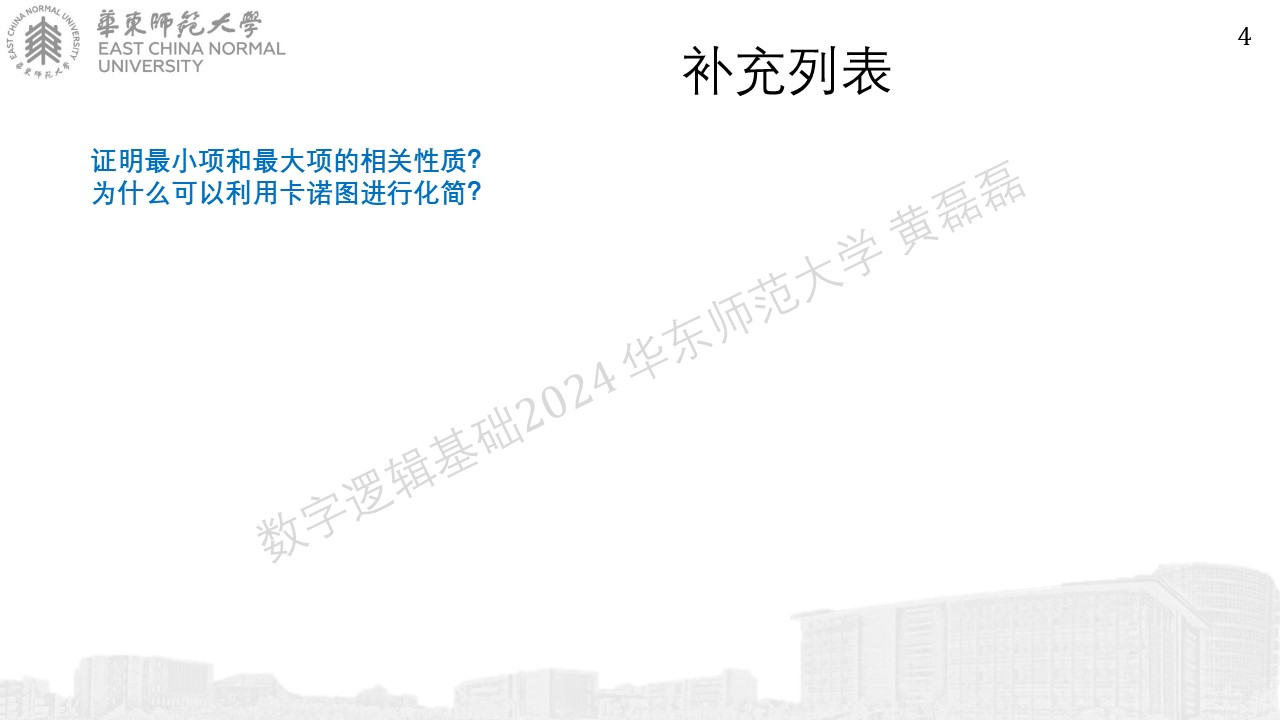 華東師範大學
EAST CHINA NORMAL
UNIVERSITY
EAST CHINA NORMAL UNIVERSITY
華東师范大学
4
补充列表
证明最小项和最大项的相关性质?
为什么可以利用卡诺图进行化简?
数字逻辑基础2024 华东师范大学 黄磊磊